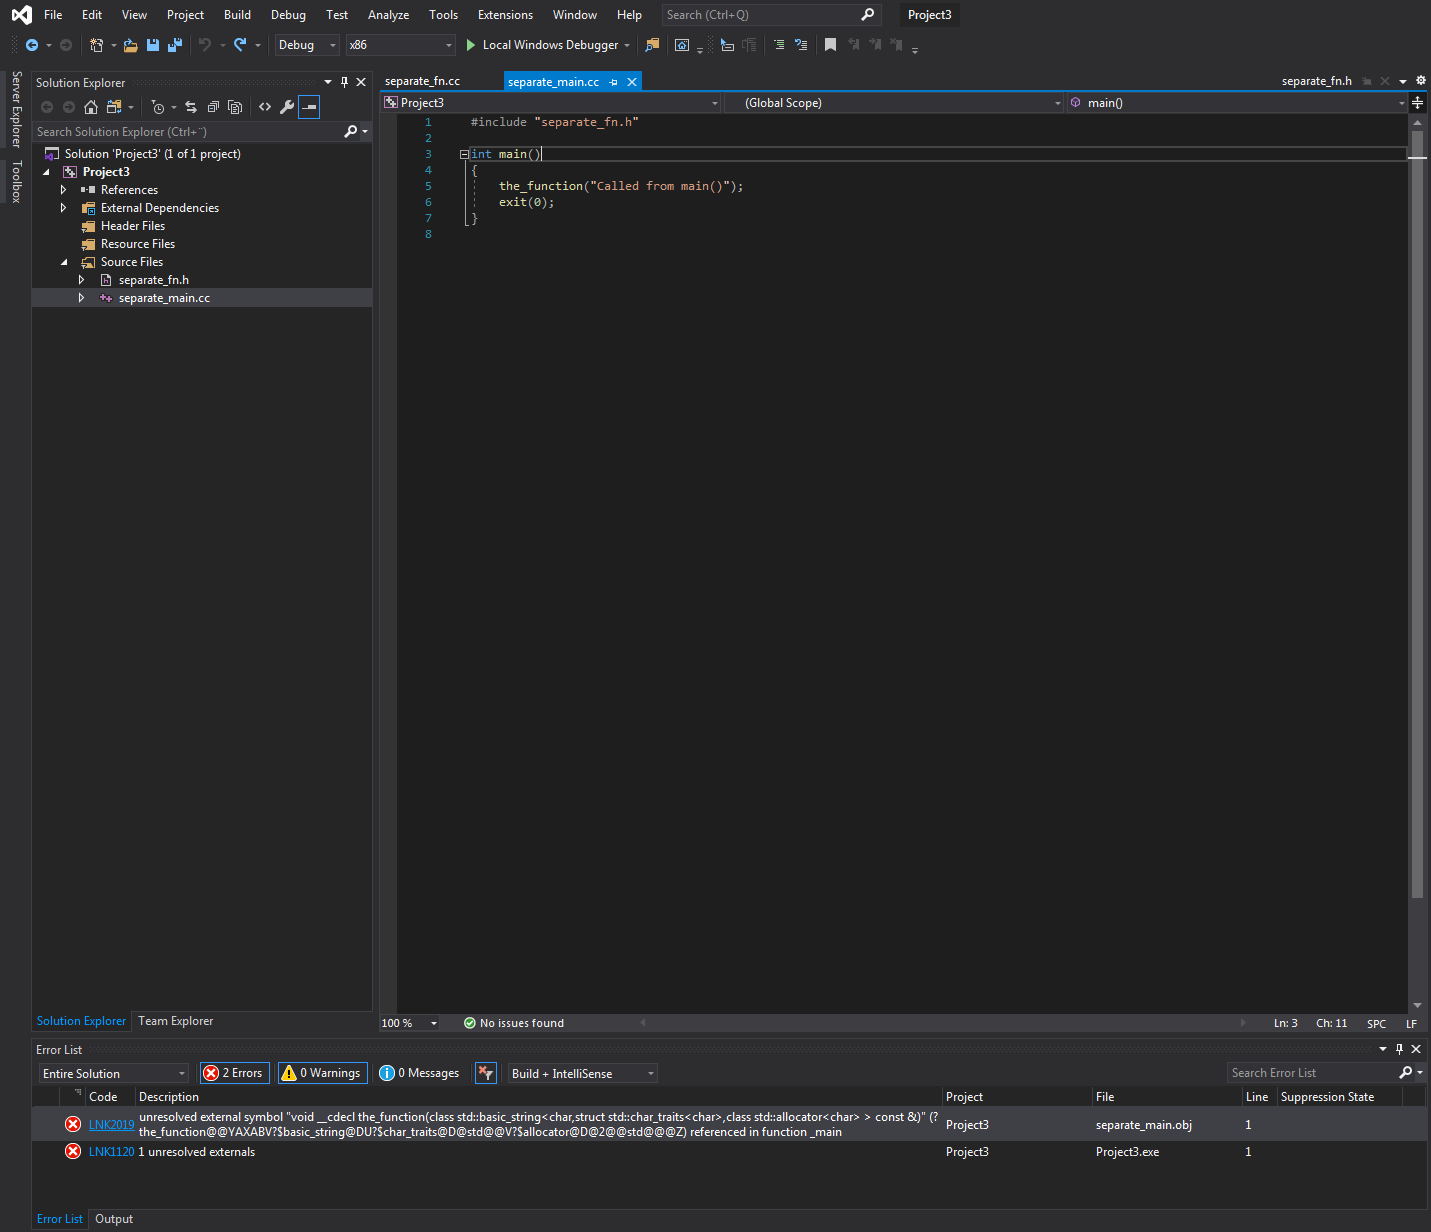 File Edit View Project Build Debug Test Analyze Tools Extensions Window Help Search (Ctrl+Q) Project3
Debug x86 Local Windows Debugger
Server Explorer
Toolbox
Solution Explorer
Search Solution Explorer (Ctrl+¨)
Solution 'Project3' (1 of 1 project)
Project3
References
External Dependencies
Header Files
Resource Files
Source Files
separate_fn.h
separate_main.cc
Solution Explorer Team Explorer
separate_fn.cc separate_main.cc separate_fn.h
Project3 (Global Scope) main()
1 #include "separate_fn.h"
2
3 int main()
4 {
5 the_function("Called from main()");
6 exit(0);
7 }
8
100 % No issues found Ln: 3 Ch: 11 SPC LF
Error List
Entire Solution 2 Errors 0 Warnings 0 Messages Build + IntelliSense Search Error List
Code Description Project File Line Suppression State
LNK2019 unresolved external symbol "void __cdecl the_function(class std::basic_string<char,struct std::char_traits<char>,class std::allocator<char> > const &)" (?
the_function@@YAXABV?$basic_string@DU?$char_traits@D@std@@V?$allocator@D@2@@std@@@Z) referenced in function _main Project3 separate_main.obj 1
LNK1120 1 unresolved externals Project3 Project3.exe 1
Error List Output